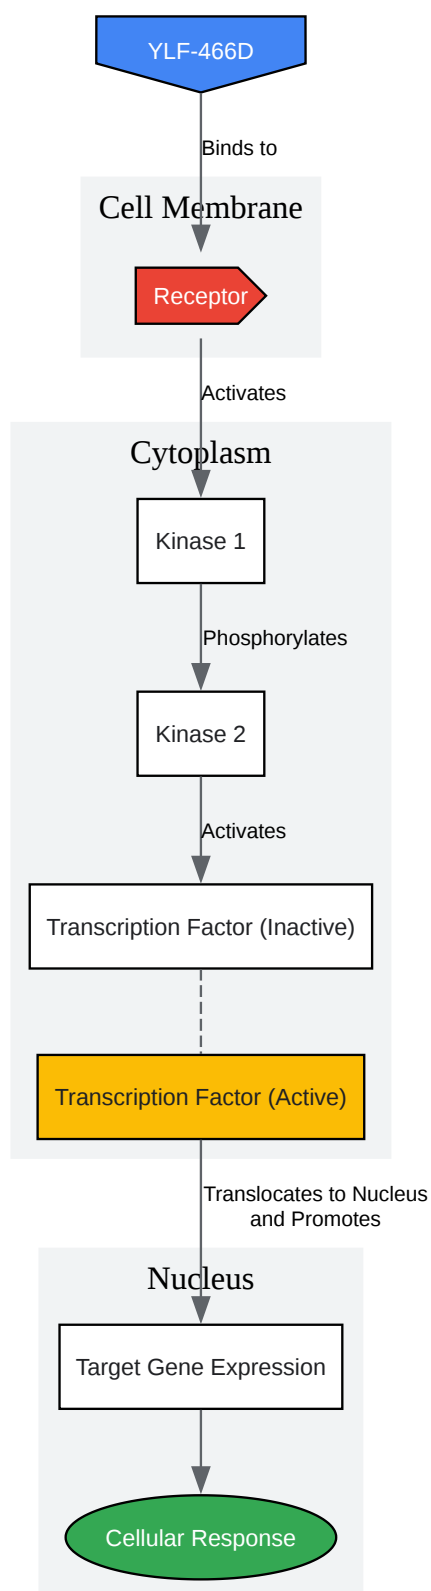 YLF-466D
Binds to
Cell Membrane
Receptor
Activates
Cytoplasm
Kinase 1
Phosphorylates
Kinase 2
Activates
Transcription Factor (Inactive)
Transcription Factor (Active)
Translocates to Nucleus
and Promotes
Nucleus
Target Gene Expression
Cellular Response